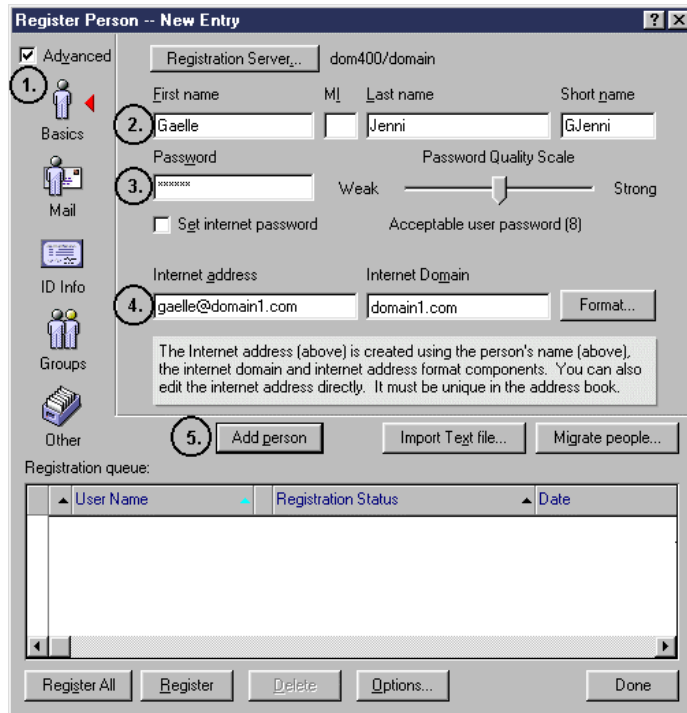 Register Person -- New Entry
Advanced
Registration Server... dom400/domain
1.
First name MI Last name Short name
2. Gaelle Jenni GJenni
Basics
Password Password Quality Scale
3. ****** Weak Strong
Mail
Set internet password Acceptable user password (8)
ID Info
Internet address Internet Domain
4. gaelle@domain1.com domain1.com Format...
Groups
The Internet address (above) is created using the person's name (above),
the internet domain and internet address format components. You can also
edit the internet address directly. It must be unique in the address book.
Other
5. Add person Import Text file... Migrate people...
Registration queue:
User Name Registration Status Date
Register All Register Delete Options... Done